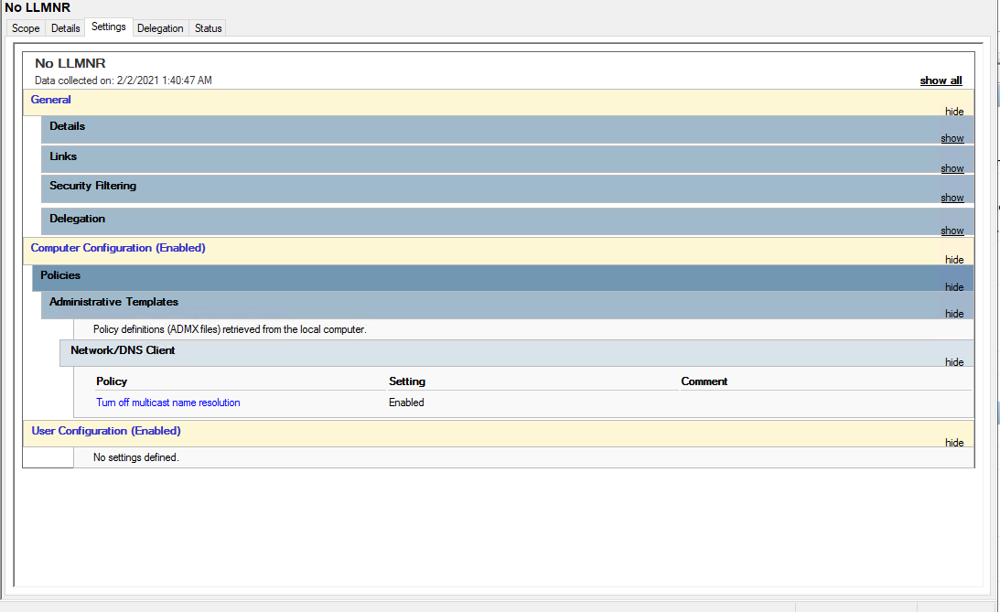 No LLMNR
Scope Details Settings Delegation Status
No LLMNR
Data collected on: 2/2/2021 1:40:47 AM show all
General hide
Details show
Links show
Security Filtering show
Delegation show
Computer Configuration (Enabled) hide
Policies hide
Administrative Templates hide
Policy definitions (ADMX files) retrieved from the local computer.
Network/DNS Client hide
Policy Setting Comment
Turn off multicast name resolution Enabled
User Configuration (Enabled) hide
No settings defined.